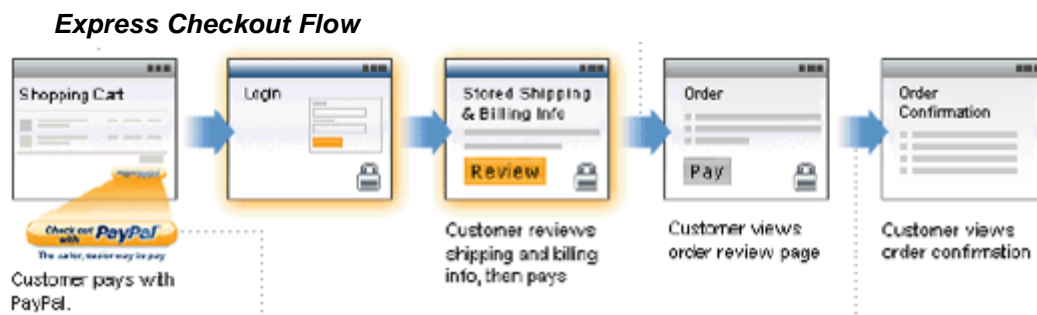 Express Checkout Flow
Shopping Cart
Check out with PayPal
The safer, easier way to pay
Customer pays with
PayPal.
Login
Stored Shipping
& Billing Info
Review
Customer reviews
shipping and billing
info, then pays
Order
Pay
Customer views
order review page
Order
Confirmation
Customer views
order confirmation